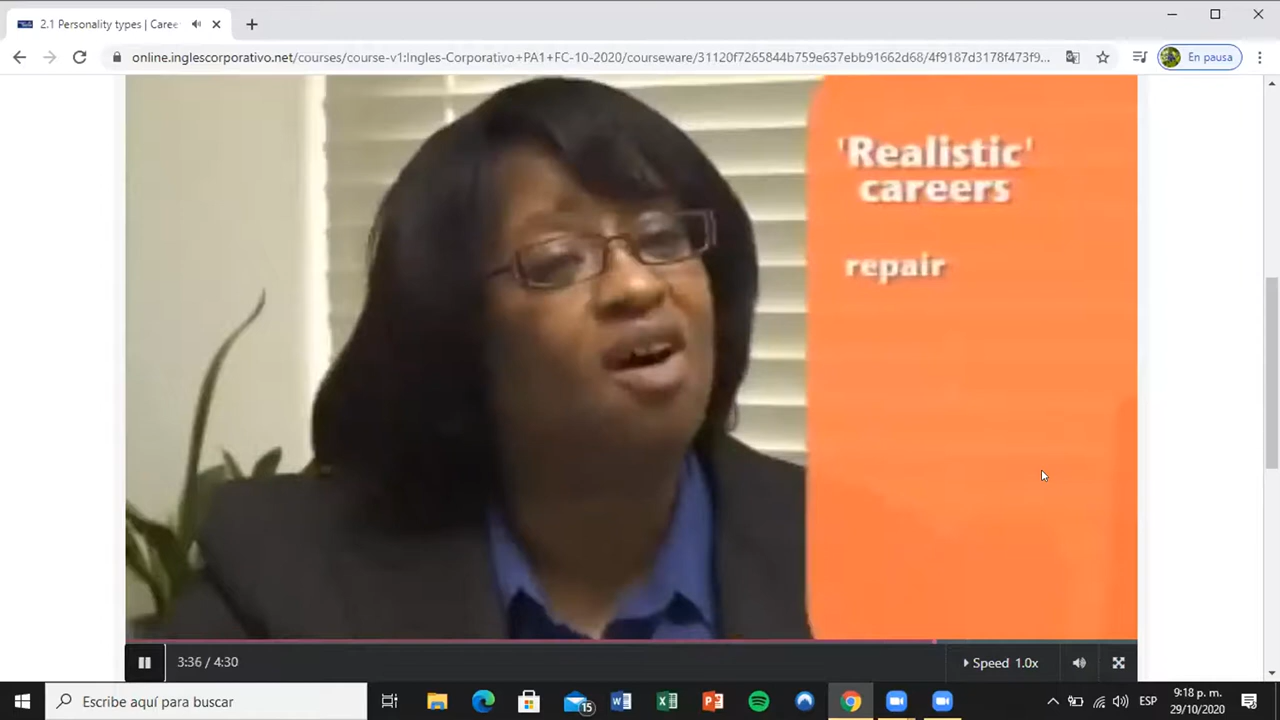 2.1 Personality types | Caree
online.inglescorporativo.net/courses/course-v1:Ingles-Corporativo+PA1+FC-10-2020/courseware/31120f7265844b759e637ebb91662d68/4f9187d3178f473f9...
En pausa
'Realistic'
careers
repair
3:36 / 4:30
Speed 1.0x
Escribe aquí para buscar
15
ESP
9:18 p. m.
29/10/2020